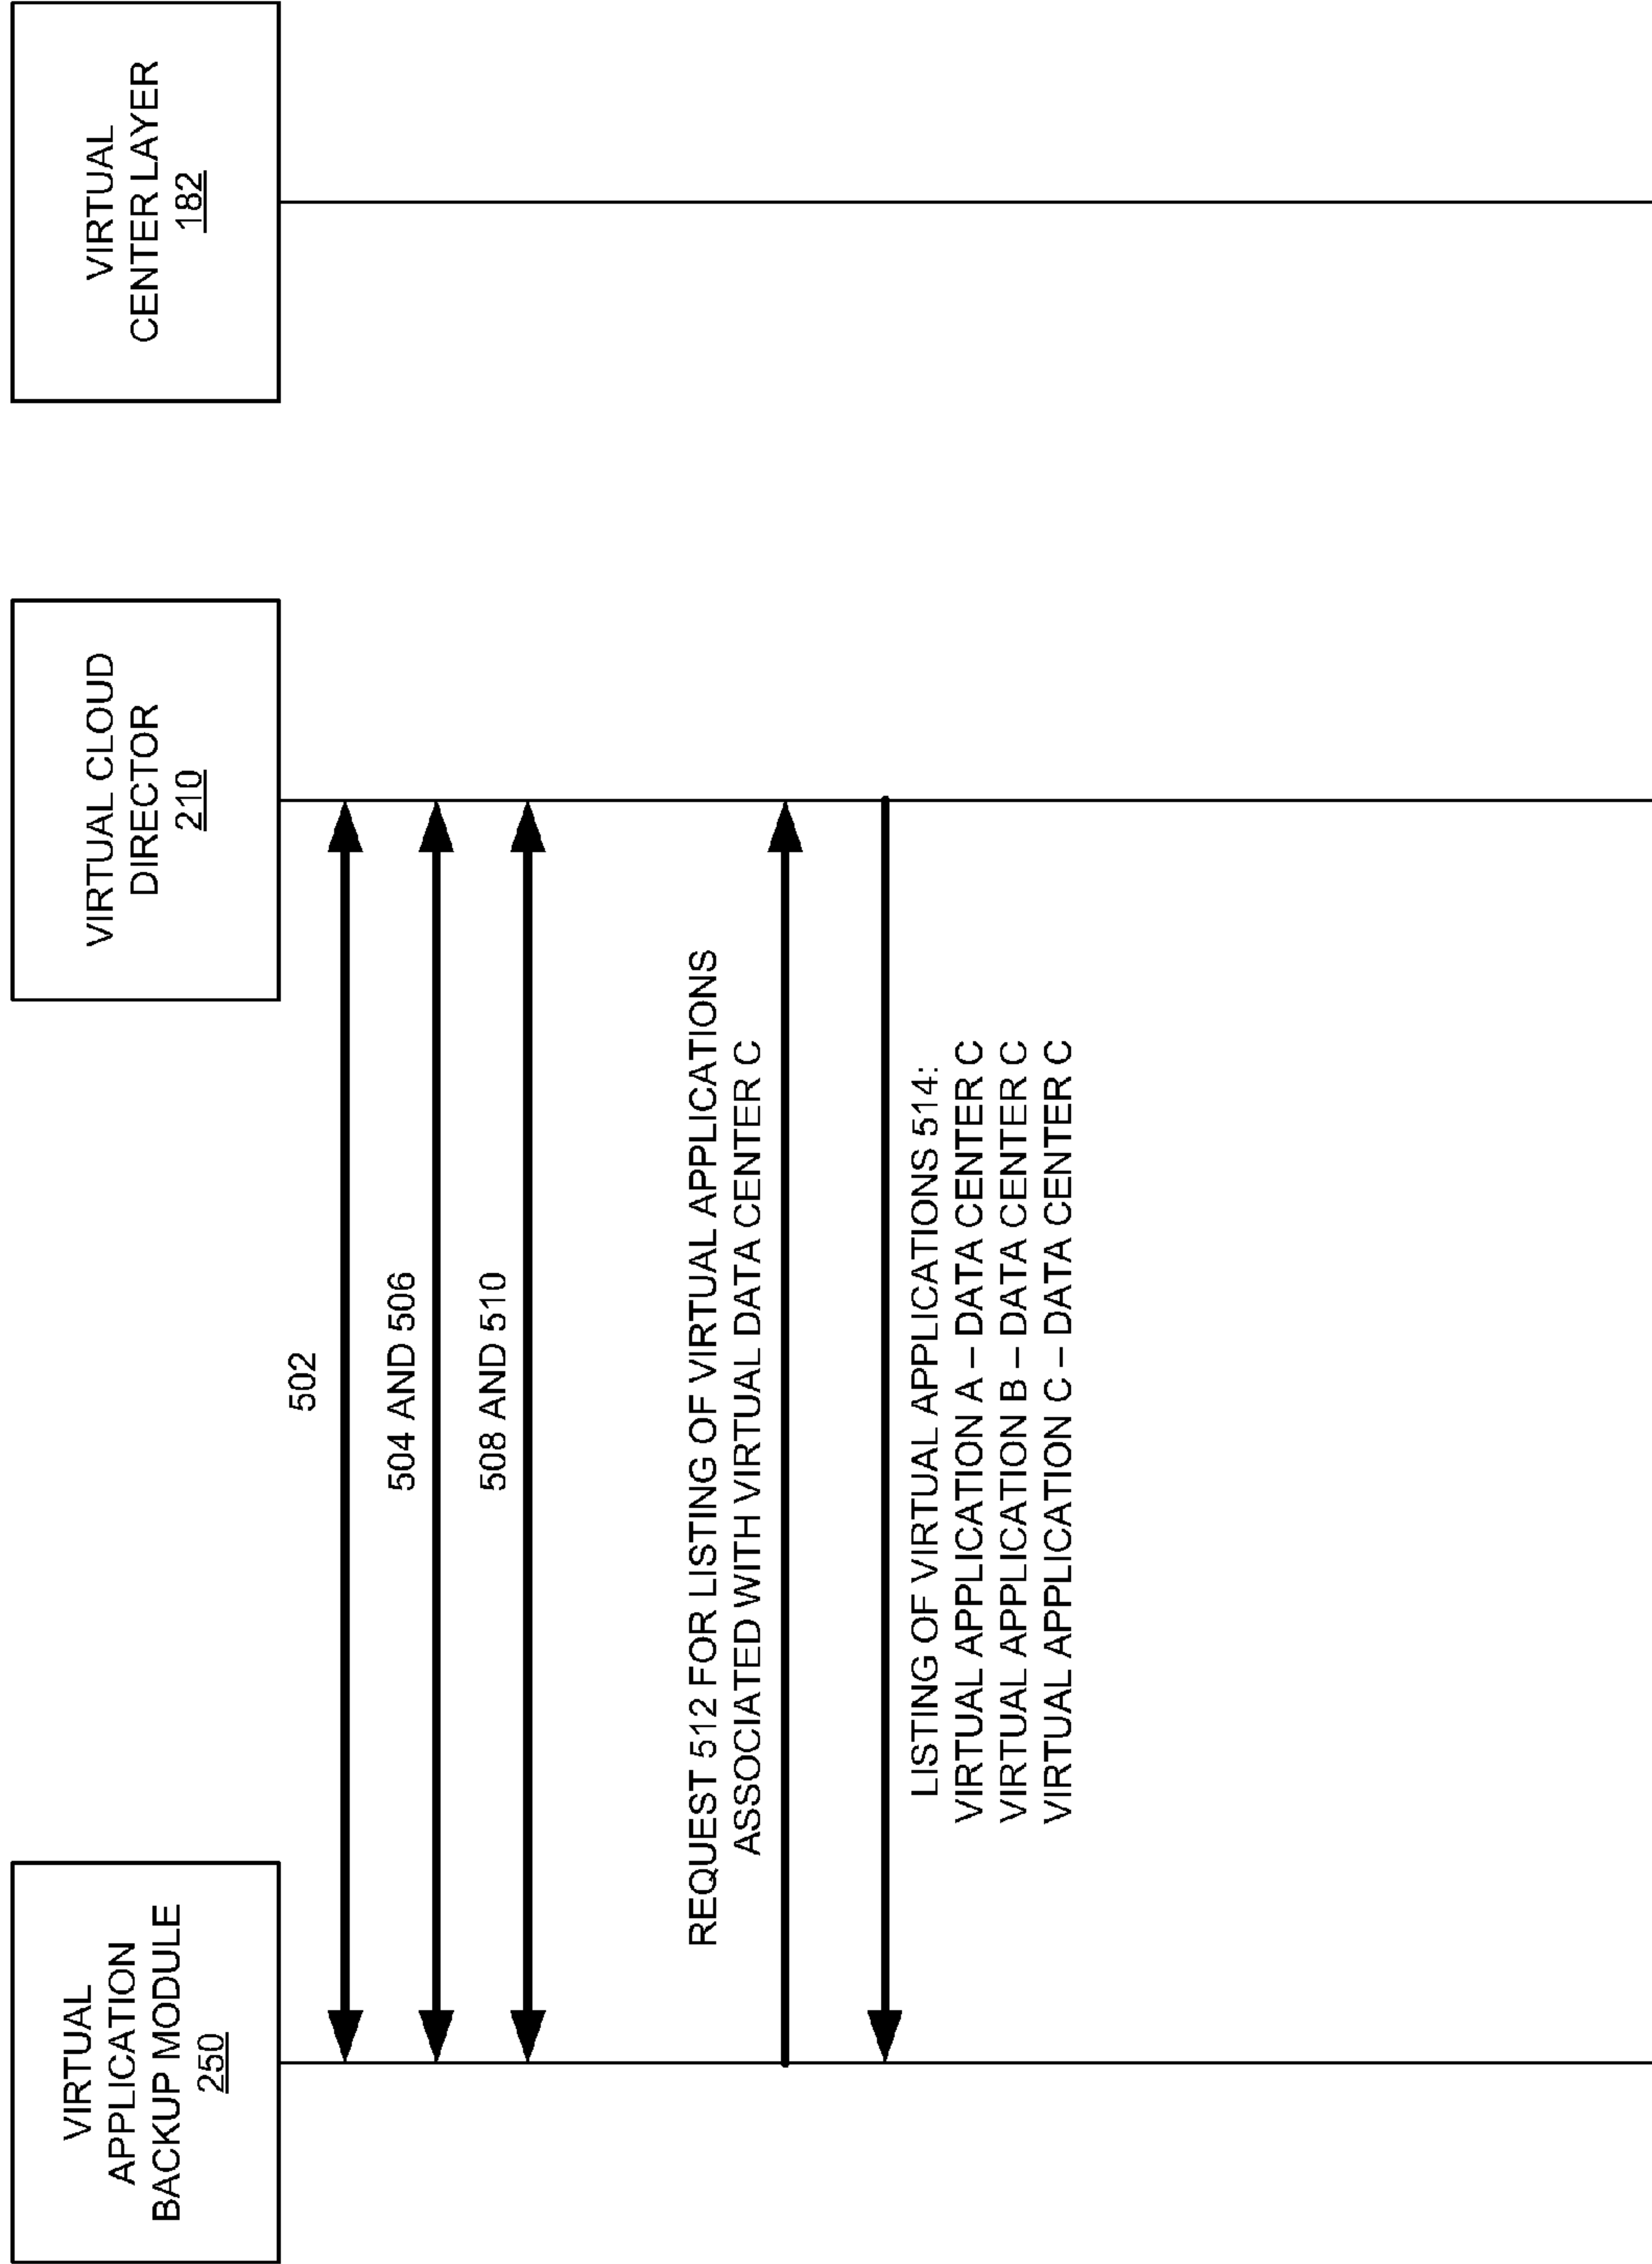 VIRTUAL
APPLICATION
BACKUP MODULE
250
VIRTUAL CLOUD
DIRECTOR
210
VIRTUAL
CENTER LAYER
182
502
504 AND 506
508 AND 510
REQUEST 512 FOR LISTING OF VIRTUAL APPLICATIONS
ASSOCIATED WITH VIRTUAL DATA CENTER C
LISTING OF VIRTUAL APPLICATIONS 514:
VIRTUAL APPLICATION A – DATA CENTER C
VIRTUAL APPLICATION B – DATA CENTER C
VIRTUAL APPLICATION C – DATA CENTER C